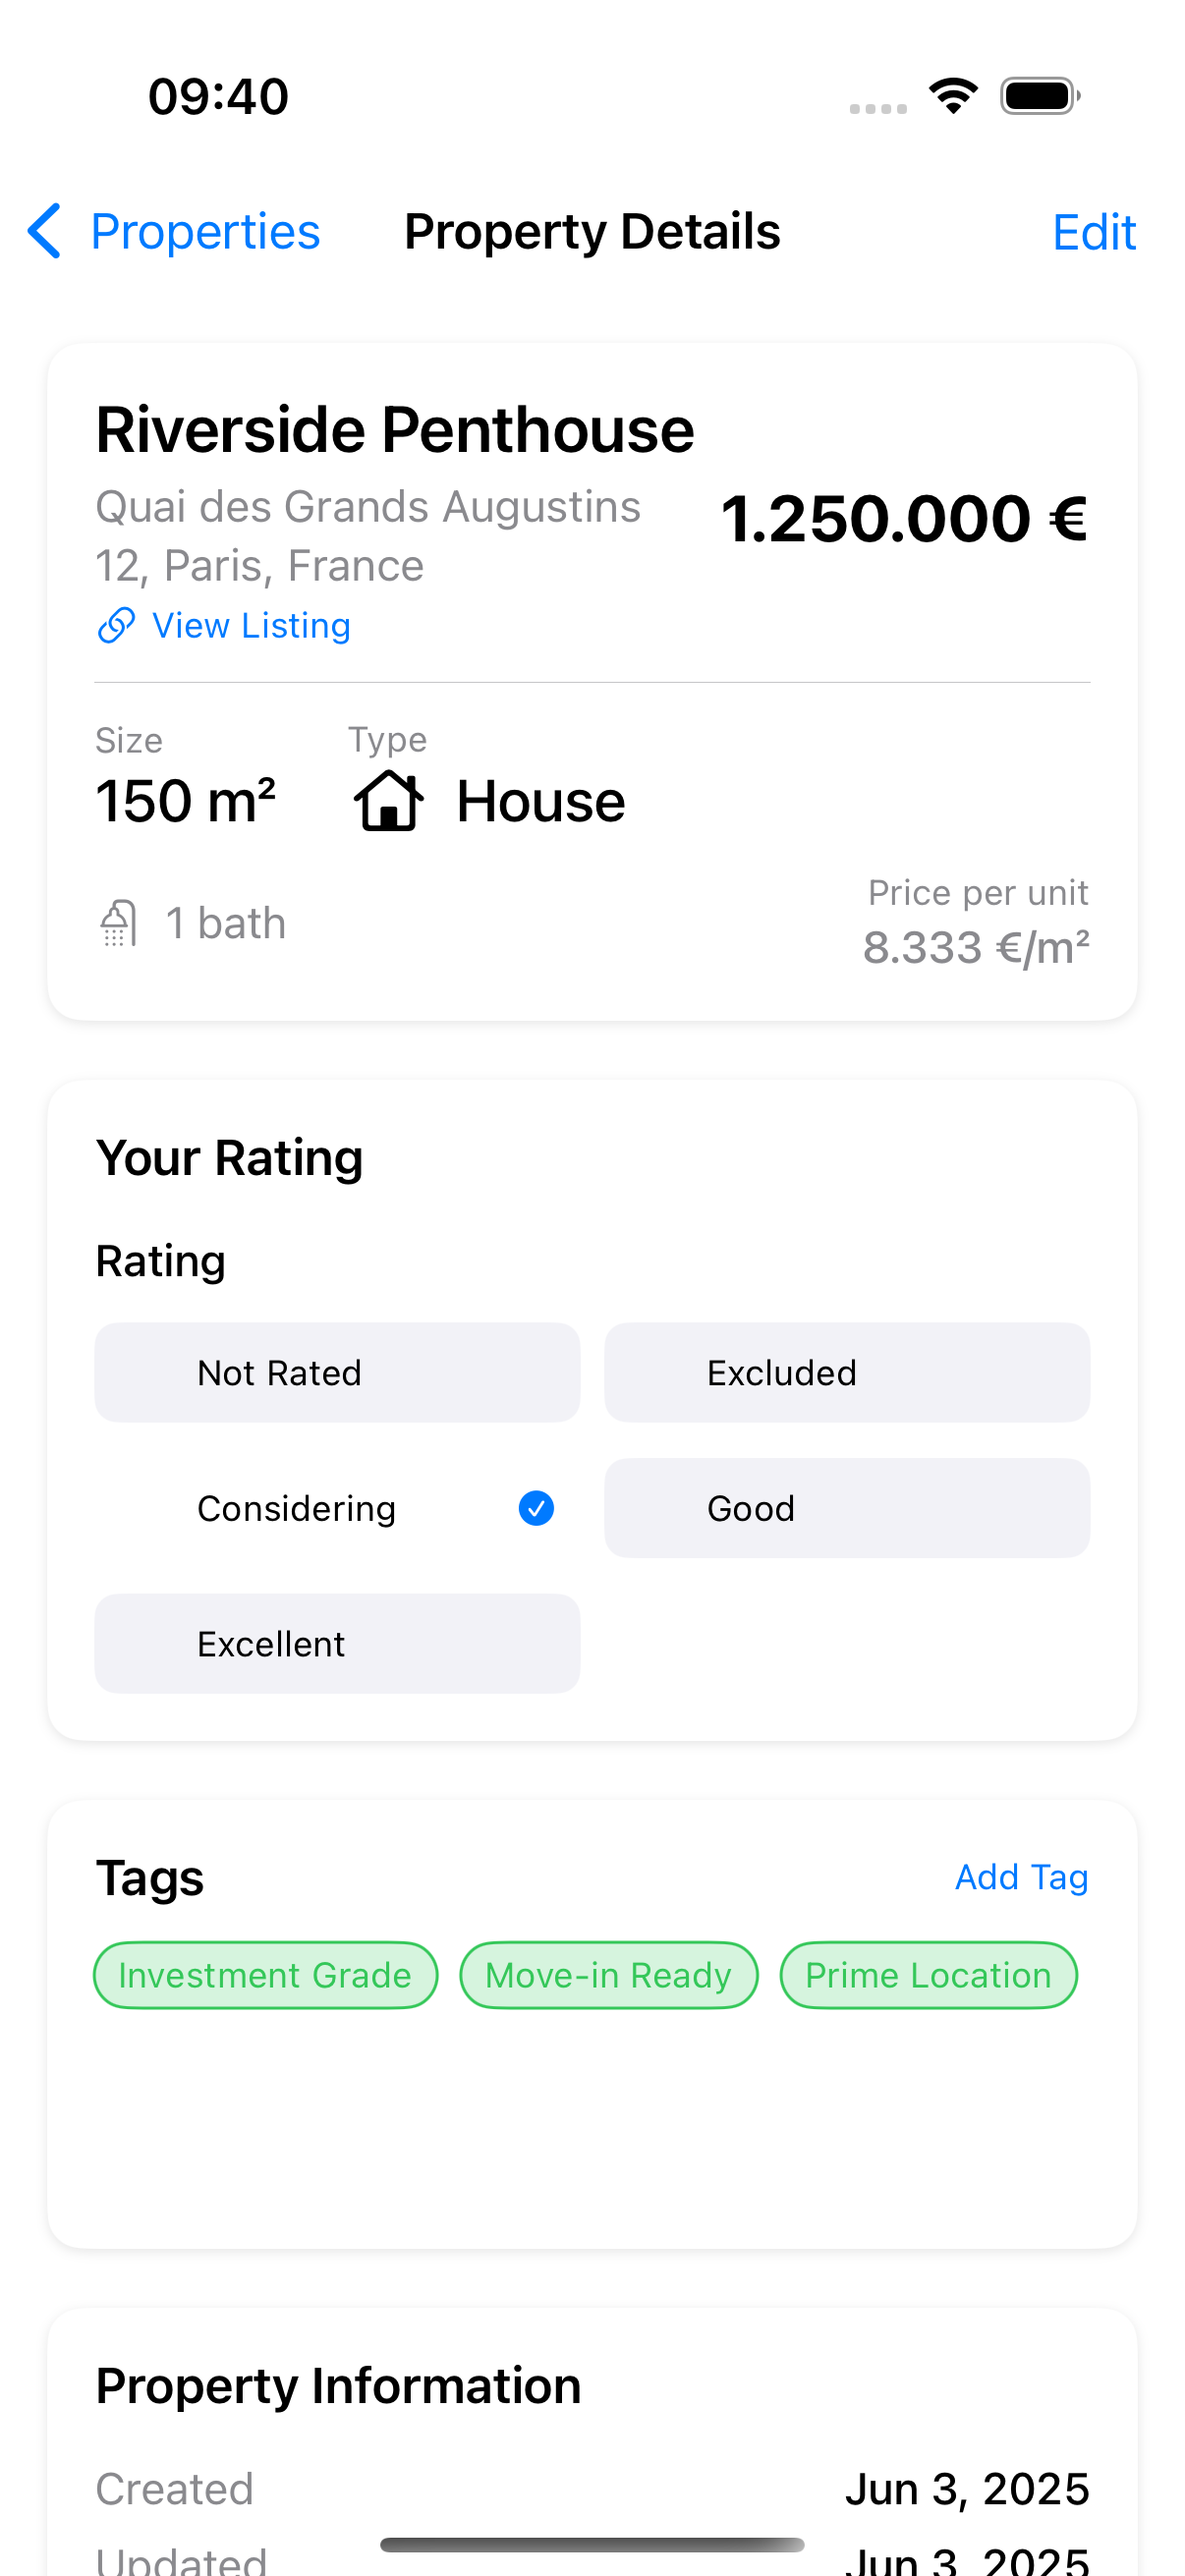 09:40
Properties
Property Details
Edit
Riverside Penthouse
Quai des Grands Augustins
12, Paris, France
1.250.000 €
View Listing
Size
Type
150 m²
House
1 bath
Price per unit
8.333 €/m²
Your Rating
Rating
Not Rated
Excluded
Considering
Good
Excellent
Tags
Add Tag
Investment Grade
Move-in Ready
Prime Location
Property Information
Created
Jun 3, 2025
Updated
Jun 3, 2025